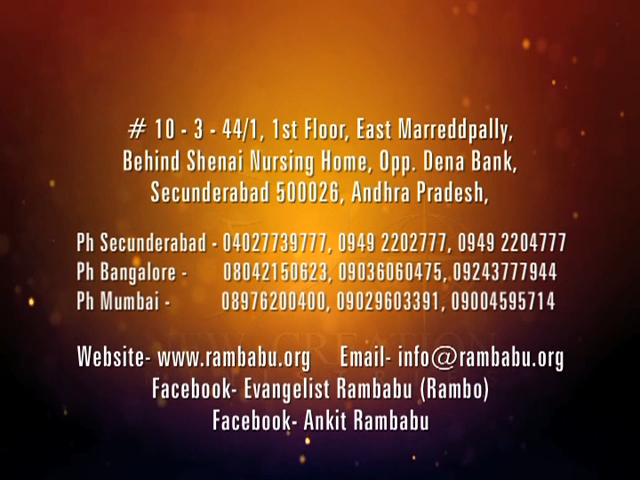 # 10 - 3 - 44/1, 1st Floor, East Marreddpally,
Behind Shenai Nursing Home, Opp. Dena Bank,
Secunderabad 500026, Andhra Pradesh,
Ph Secunderabad - 04027739777, 0949 2202777, 0949 2204777
Ph Bangalore - 08042150623, 09036060475, 09243777944
Ph Mumbai - 08976200400, 09029603391, 09004595714
NEW CREATION
Website- www.rambabu.org Email- info@rambabu.org
Facebook- Evangelist Rambabu (Rambo)
Facebook- Ankit Rambabu